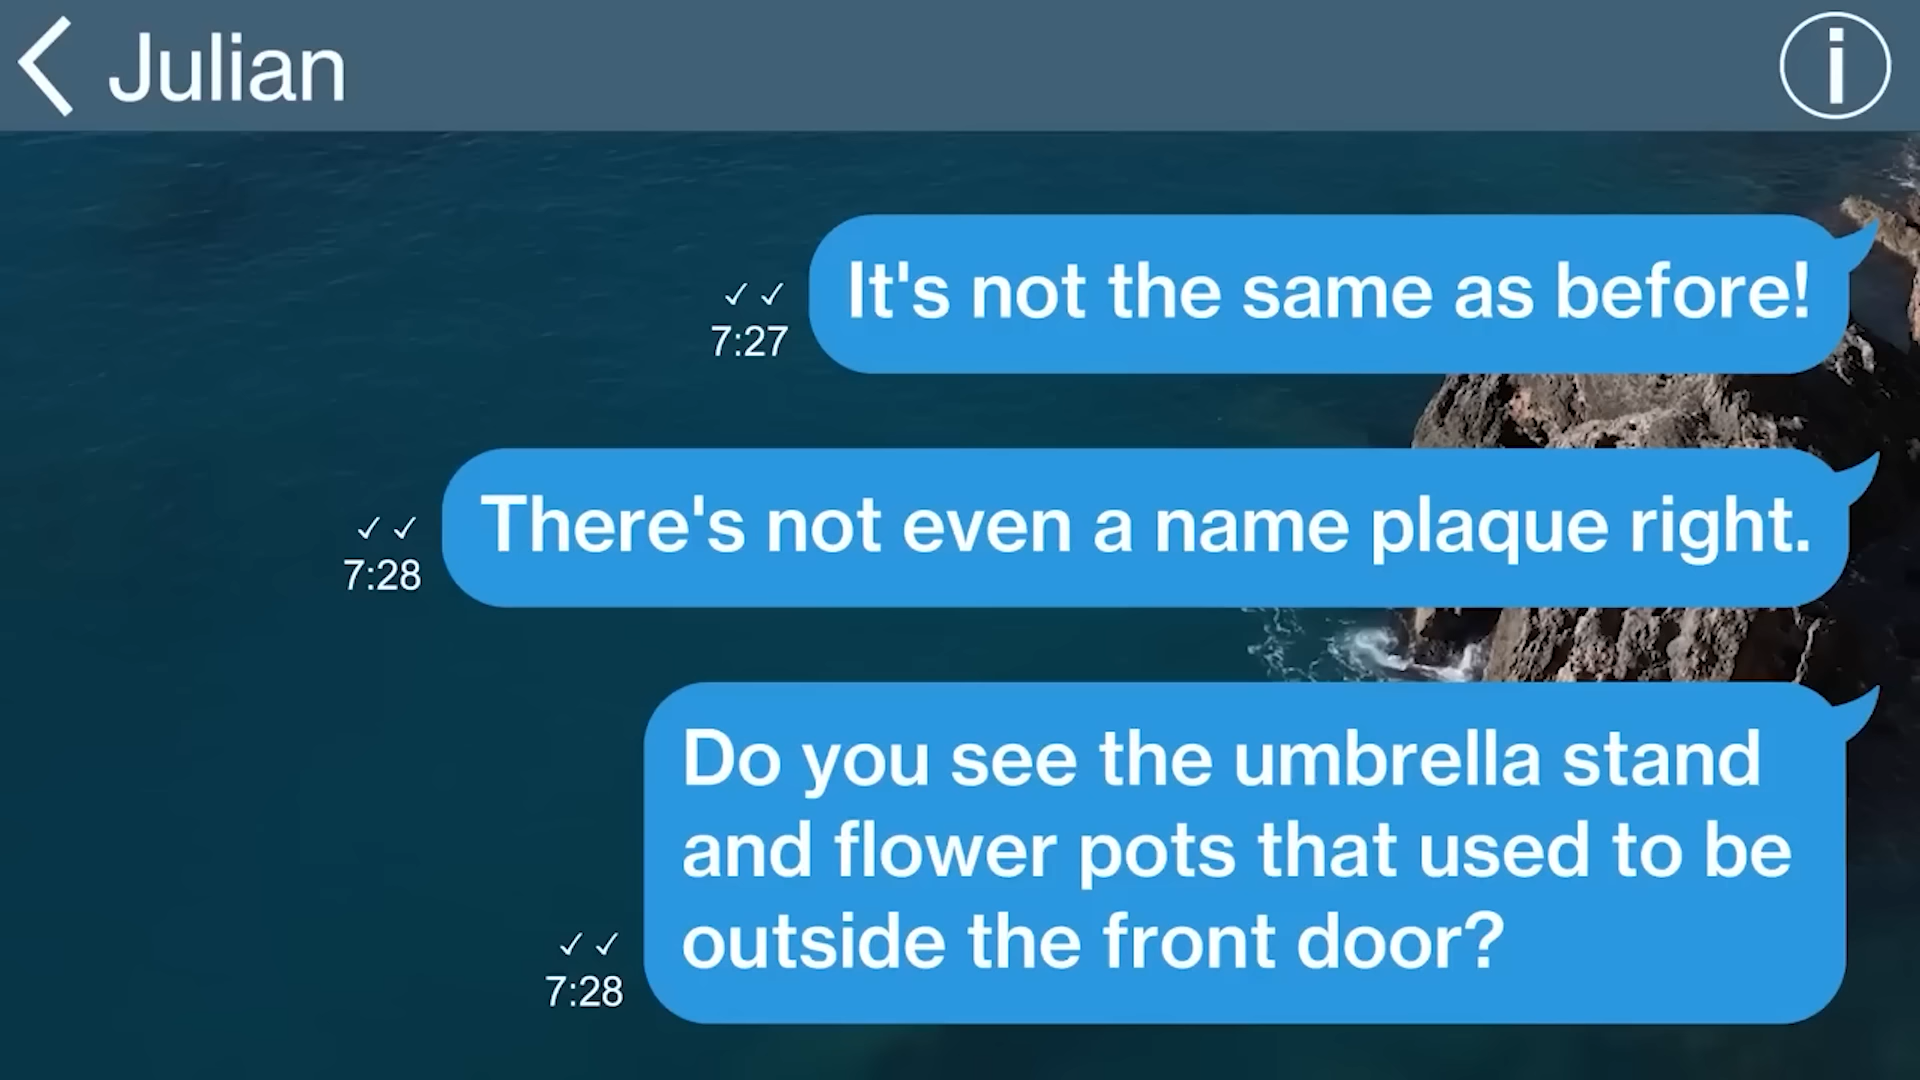 Julian
It's not the same as before!
✓✓
7:27
There's not even a name plaque right.
✓✓
7:28
Do you see the umbrella stand
and flower pots that used to be
outside the front door?
✓✓
7:28